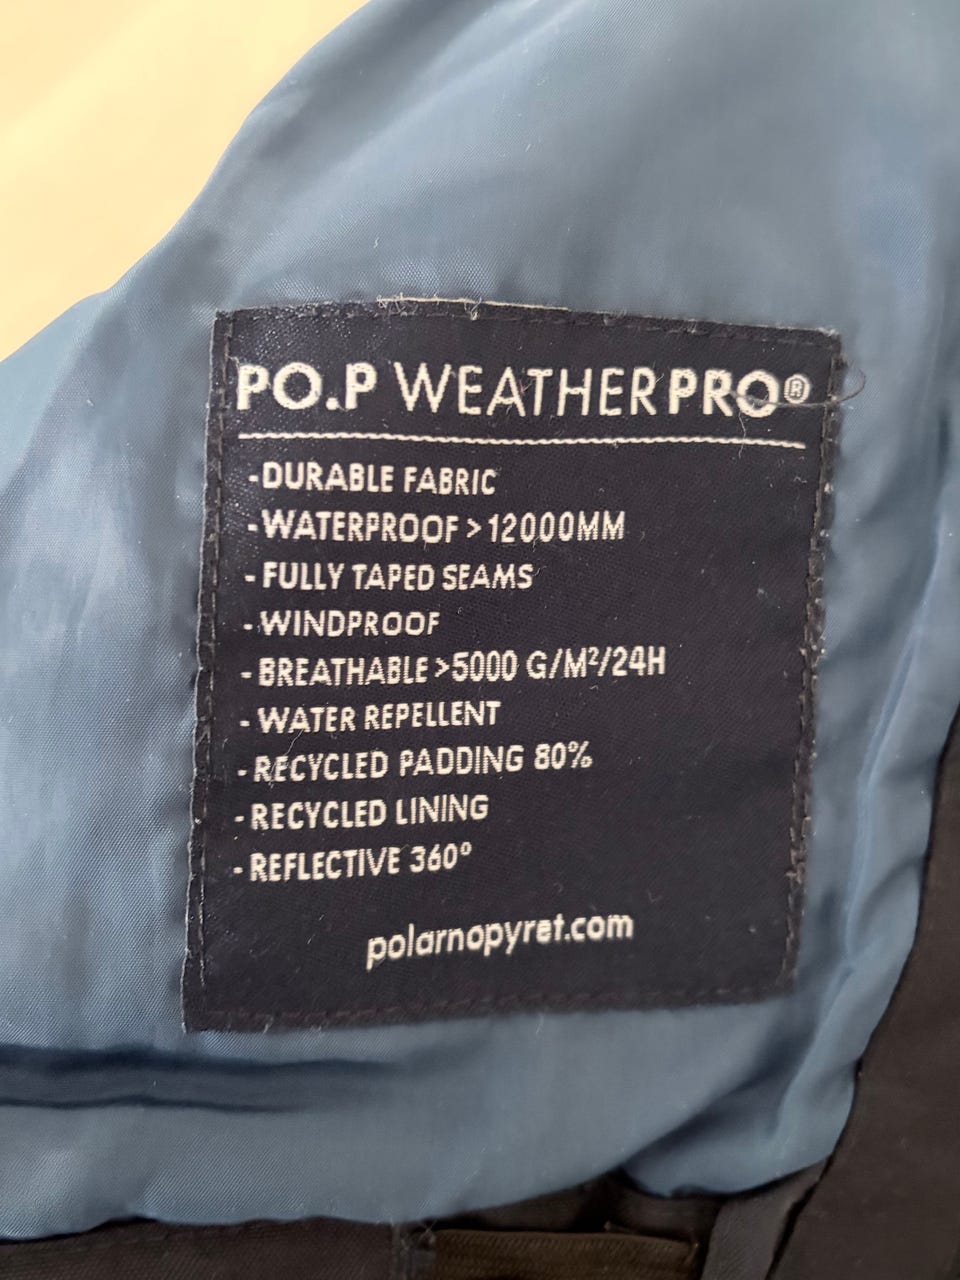 PO.P WEATHERPRO®
-DURABLE FABRIC
-WATERPROOF >12000MM
-FULLY TAPED SEAMS
-WINDPROOF
-BREATHABLE >5000 G/M²/24H
-WATER REPELLENT
-RECYCLED PADDING 80%
-RECYCLED LINING
-REFLECTIVE 360°
polarnopyret.com